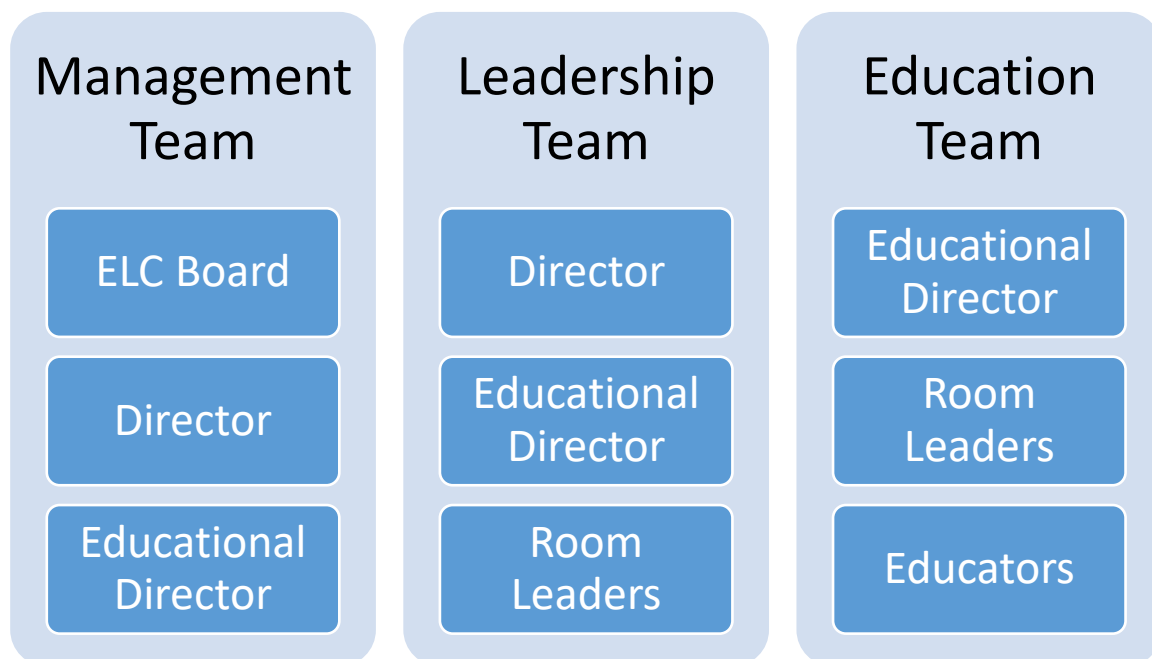 Management
Team
ELC Board
Director
Educational
Director
Leadership
Team
Director
Educational
Director
Room
Leaders
Education
Team
Educational
Director
Room
Leaders
Educators